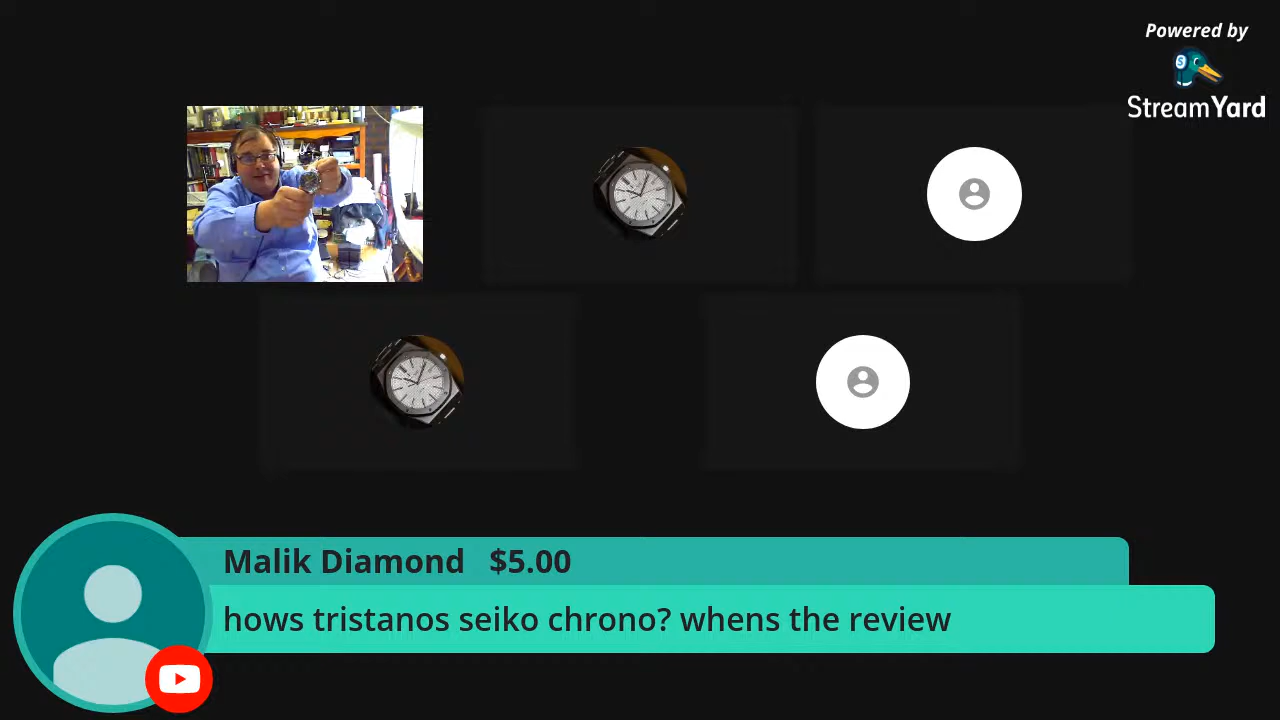 Powered by
StreamYard
Malik Diamond $5.00
hows tristanos seiko chrono? whens the review